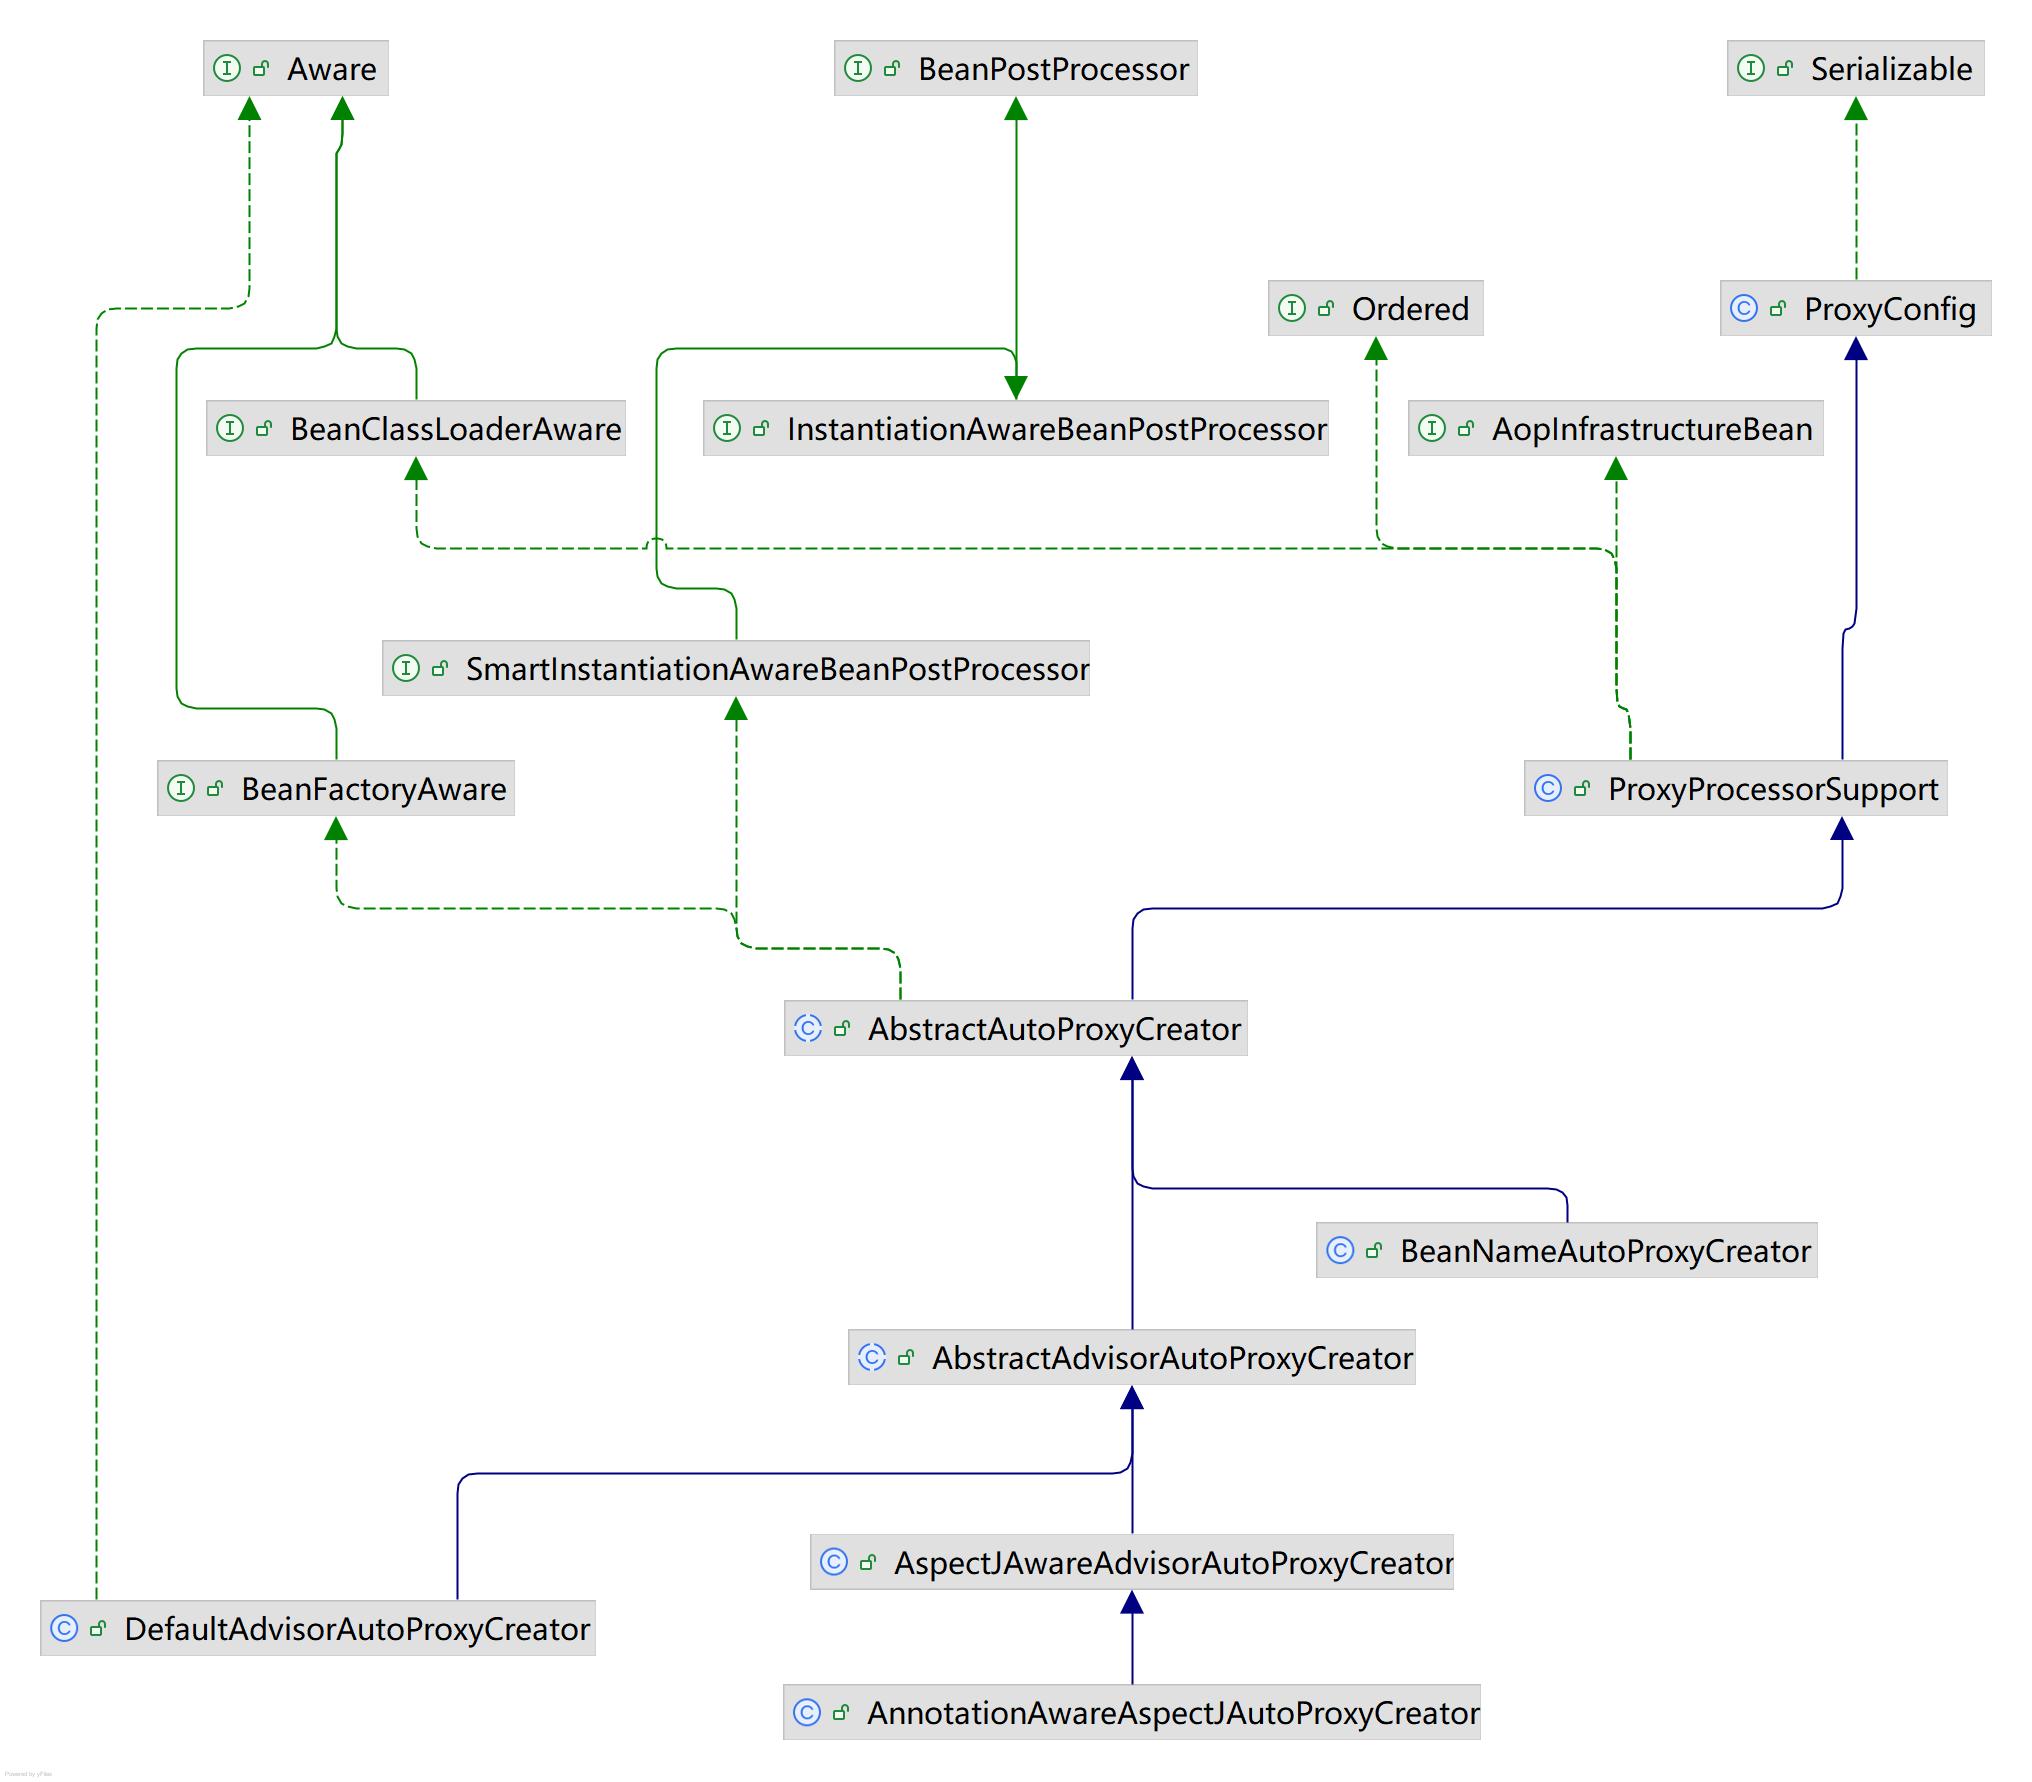 Aware
BeanPostProcessor
Serializable
Ordered
ProxyConfig
BeanClassLoaderAware
InstantiationAwareBeanPostProcessor
AopInfrastructureBean
SmartInstantiationAwareBeanPostProcessor
BeanFactoryAware
ProxyProcessorSupport
AbstractAutoProxyCreator
BeanNameAutoProxyCreator
AbstractAdvisorAutoProxyCreator
AspectJAwareAdvisorAutoProxyCreator
DefaultAdvisorAutoProxyCreator
AnnotationAwareAspectJAutoProxyCreator
Powered by yFiles